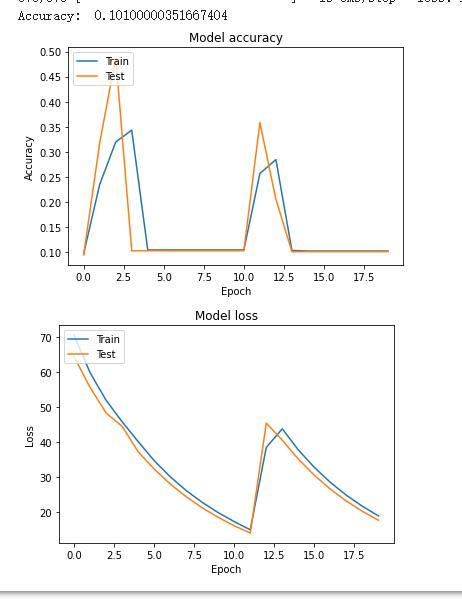 Accuracy: 0.10100000351667404
Model accuracy
0.50
0.45
0.40
0.35
0.30
0.25
0.20
0.15
0.10
Accuracy
Train
Test
0.0 2.5 5.0 7.5 10.0 12.5 15.0 17.5
Epoch
Model loss
70
60
50
40
30
20
Loss
Train
Test
0.0 2.5 5.0 7.5 10.0 12.5 15.0 17.5
Epoch